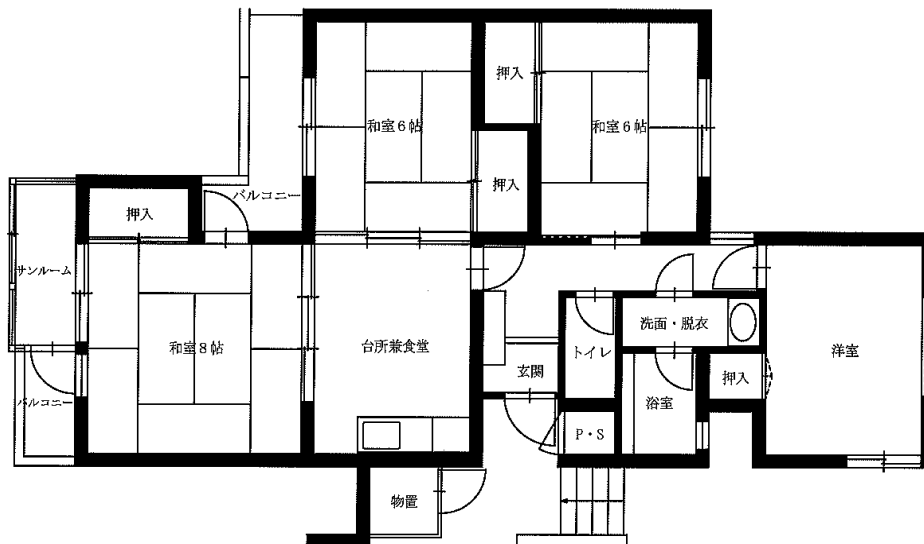 押入
和室6帖
和室6帖
押入
バルコニー
押入
サンルーム
洗面・脱衣
和室8帖
台所兼食堂
トイレ
洋室
玄関
押入
バルコニー
浴室
P・S
物置